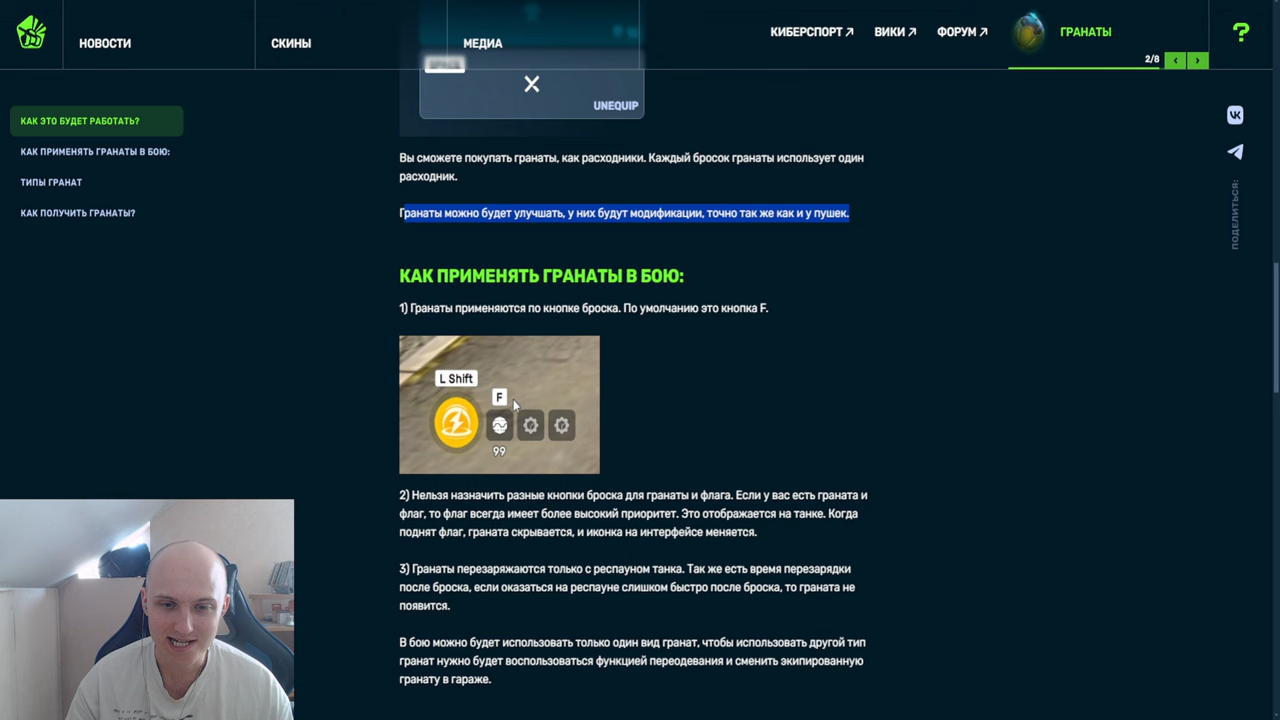 НОВОСТИ
СКИНЫ
МЕДИА
КИБЕРСПОРТ
ВИКИ
ФОРУМ
ГРАНАТЫ
?
2/8
X
UNEQUIP
КАК ЭТО БУДЕТ РАБОТАТЬ?
КАК ПРИМЕНЯТЬ ГРАНАТЫ В БОЮ:
ТИПЫ ГРАНАТ
КАК ПОЛУЧИТЬ ГРАНАТЫ?
ПОДЕЛИТЬСЯ:
Вы сможете покупать гранаты, как расходники. Каждый бросок гранаты использует один
расходник.
Гранаты можно будет улучшать, у них будут модификации, точно так же как и у пушек.
КАК ПРИМЕНЯТЬ ГРАНАТЫ В БОЮ:
1) Гранаты применяются по кнопке броска. По умолчанию это кнопка F.
L Shift
F
99
2) Нельзя назначить разные кнопки броска для гранаты и флага. Если у вас есть граната и
флаг, то флаг всегда имеет более высокий приоритет. Это отображается на танке. Когда
поднят флаг, граната скрывается, и иконка на интерфейсе меняется.
3) Гранаты перезаряжаются только с респауном танка. Так же есть время перезарядки
после броска, если оказаться на респауне слишком быстро после броска, то граната не
появится.
В бою можно будет использовать только один вид гранат, чтобы использовать другой тип
гранат нужно будет воспользоваться функцией переодевания и сменить экипированную
гранату в гараже.